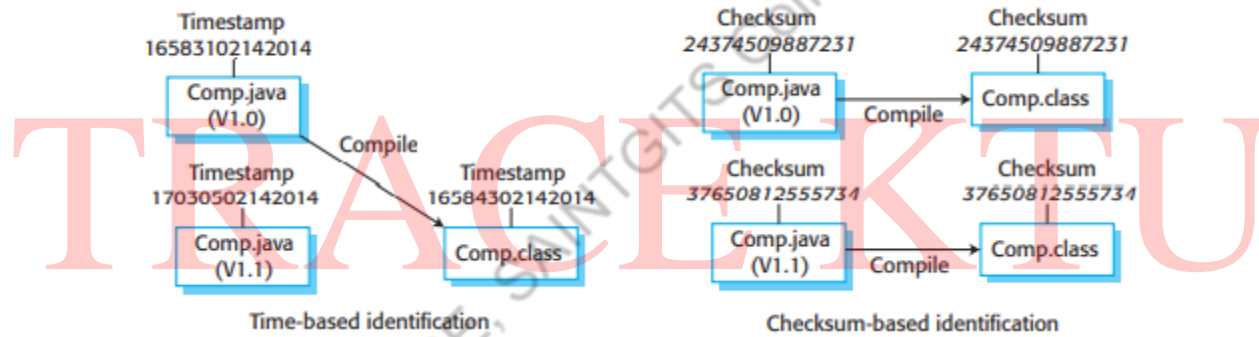 Timestamp
16583102142014
Comp.java
(V1.0)
Compile
Timestamp
17030502142014
Comp.java
(V1.1)
Timestamp
16584302142014
Comp.class
Time-based identification
Checksum
24374509887231
Comp.java
(V1.0)
Compile
Checksum
24374509887231
Comp.class
Checksum
37650812555734
Comp.java
(V1.1)
Compile
Checksum
37650812555734
Comp.class
Checksum-based identification
TRACE KTU
SAINTGITS